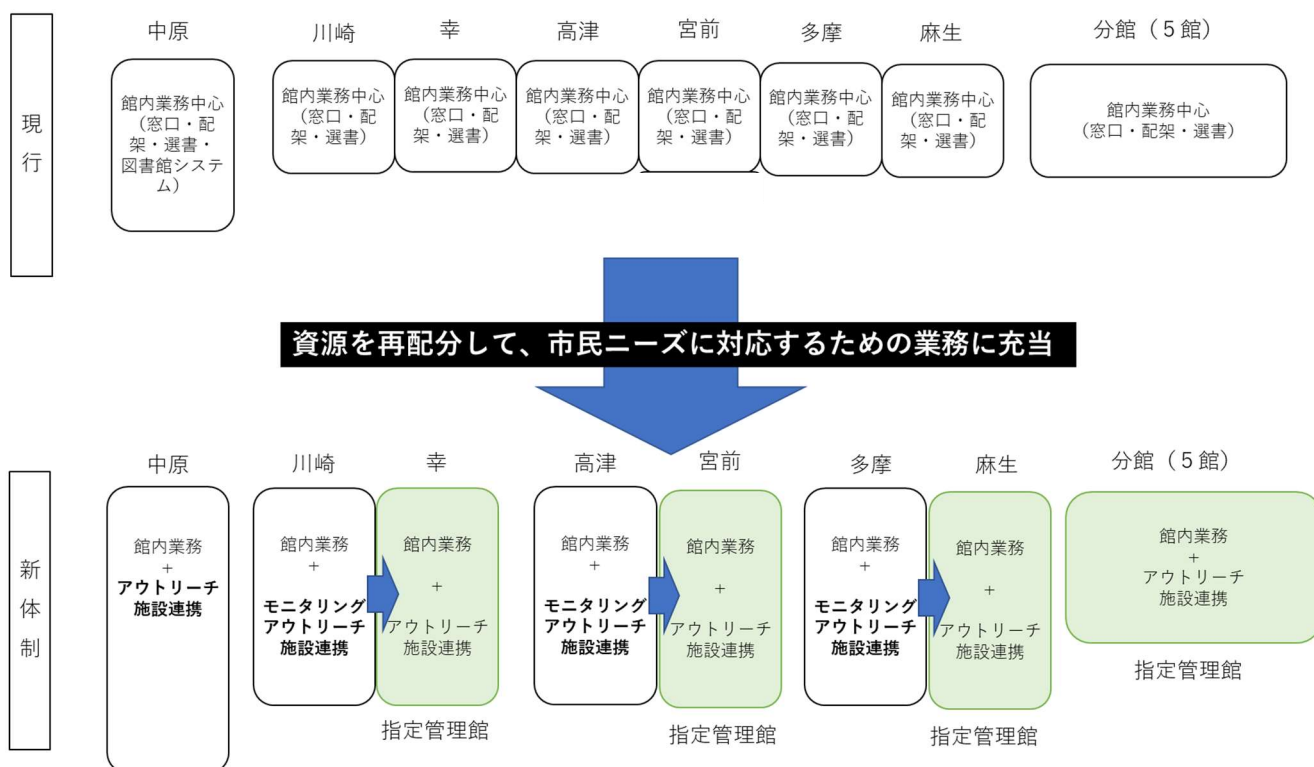 現行
中原
川崎
幸
高津
宮前
多摩
麻生
分館（5館）
館内業務中心
（窓口・配
架・選書・
図書館システ
ム）
館内業務中心
（窓口・配
架・選書）
館内業務中心
（窓口・配
架・選書）
館内業務中心
（窓口・配
架・選書）
館内業務中心
（窓口・配
架・選書）
館内業務中心
（窓口・配
架・選書）
館内業務中心
（窓口・配
架・選書）
館内業務中心
（窓口・配架・選書）
資源を再配分して、市民ニーズに対応するための業務に充当
新体制
中原
川崎
幸
高津
宮前
多摩
麻生
分館（5館）
館内業務
+
アウトリーチ
施設連携
館内業務
+
モニタリング
アウトリーチ
施設連携
館内業務
+
アウトリーチ
施設連携
館内業務
+
モニタリング
アウトリーチ
施設連携
館内業務
+
アウトリーチ
施設連携
館内業務
+
モニタリング
アウトリーチ
施設連携
館内業務
+
アウトリーチ
施設連携
館内業務
+
アウトリーチ
施設連携
指定管理館
指定管理館
指定管理館
指定管理館